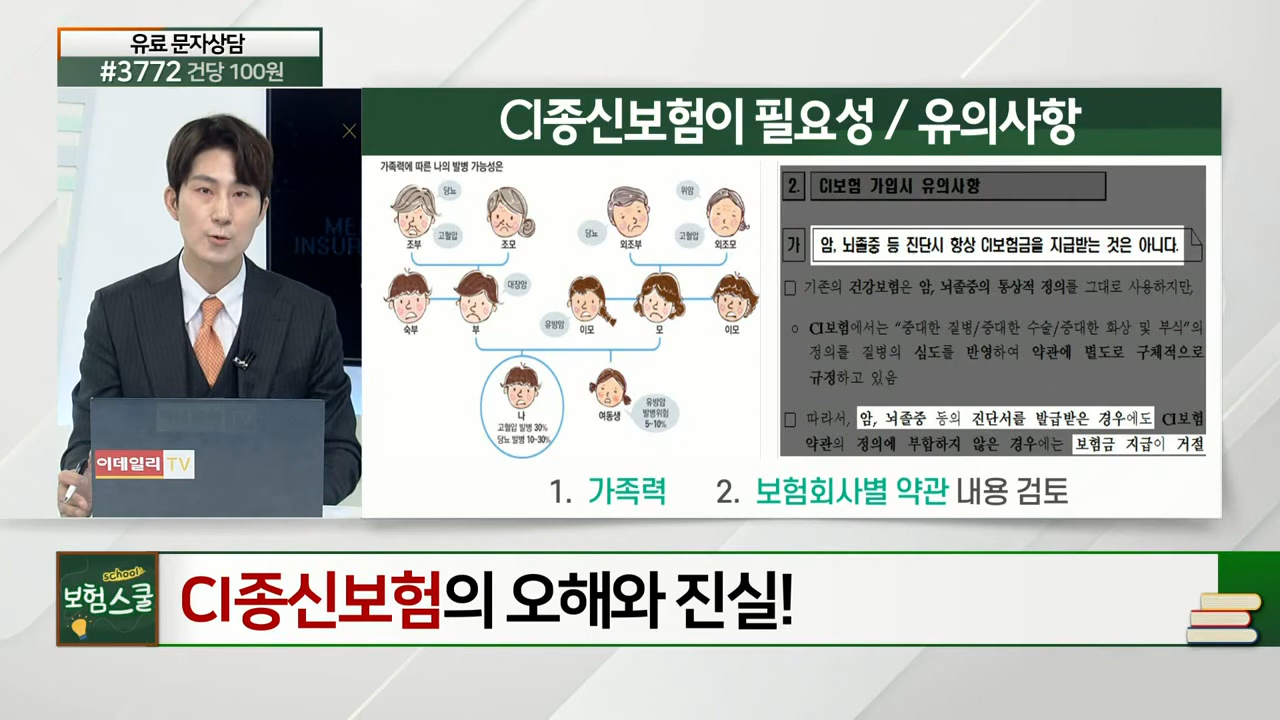 유료 문자상담
#3772 건당 100원
CI종신보험이 필요성 / 유의사항
가족력에 따른 나의 발병 가능성은
당뇨
고혈압
조부
조모
당뇨
위암
고혈압
외조부
외조모
대장암
유방암
숙부
부
이모
모
이모
나
고혈압 발병 30%
당뇨 발병 10~30%
여동생
유방암
발병위험
5~10%
2. CI보험 가입시 유의사항
가 암, 뇌졸중 등 진단시 항상 CI보험금을 지급받는 것은 아니다.
□ 기존의 건강보험은 암, 뇌졸중의 통상적 정의를 그대로 사용하지만,
○ CI보험에서는 "중대한 질병/중대한 수술/중대한 화상 및 부식"의
정의를 질병의 심도를 반영하여 약관에 별도로 구체적으로
규정하고 있음
□ 따라서, 암, 뇌졸중 등의 진단서를 발급받은 경우에도 CI보험
약관의 정의에 부합하지 않은 경우에는 보험금 지급이 거절
1. 가족력 2. 보험회사별 약관 내용 검토
이데일리 TV
school
보험스쿨
CI종신보험의 오해와 진실!